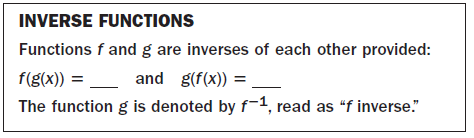 INVERSE FUNCTIONS
Functions f and g are inverses of each other provided:
f(g(x)) = ___ and g(f(x)) = ___
The function g is denoted by f⁻¹, read as “f inverse.”